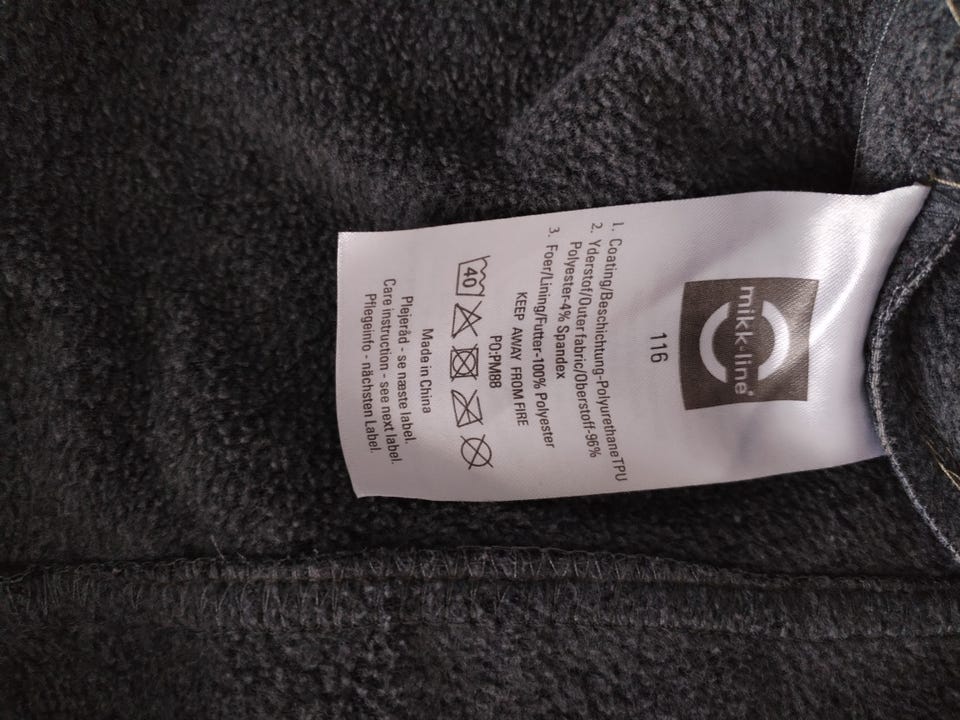 mikk-line®
116
1. Coating/Beschichtung-Polyurethane TPU
2. Yderstof/Outer fabric/Oberstoff-96%
Polyester-4% Spandex
3. Foer/Lining/Futter-100% Polyester
KEEP AWAY FROM FIRE
PO:PM88
40
Made in China
Plejeråd - se næste label.
Care instruction - see next label.
Pflegeinfo - nächsten Label.